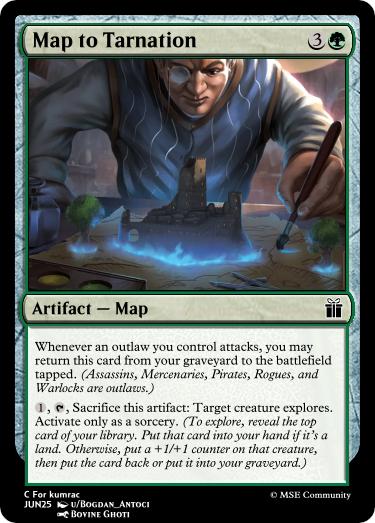 Map to Tarnation 3
Artifact — Map
Whenever an outlaw you control attacks, you may
return this card from your graveyard to the battlefield
tapped. (Assassins, Mercenaries, Pirates, Rogues, and
Warlocks are outlaws.)
1, Sacrifice this artifact: Target creature explores.
Activate only as a sorcery. (To explore, reveal the top
card of your library. Put that card into your hand if it's a
land. Otherwise, put a +1/+1 counter on that creature,
then put the card back or put it into your graveyard.)
C For kumrac
JUN25 u/Bogdan_Antoci © MSE Community
Bovine Ghoti